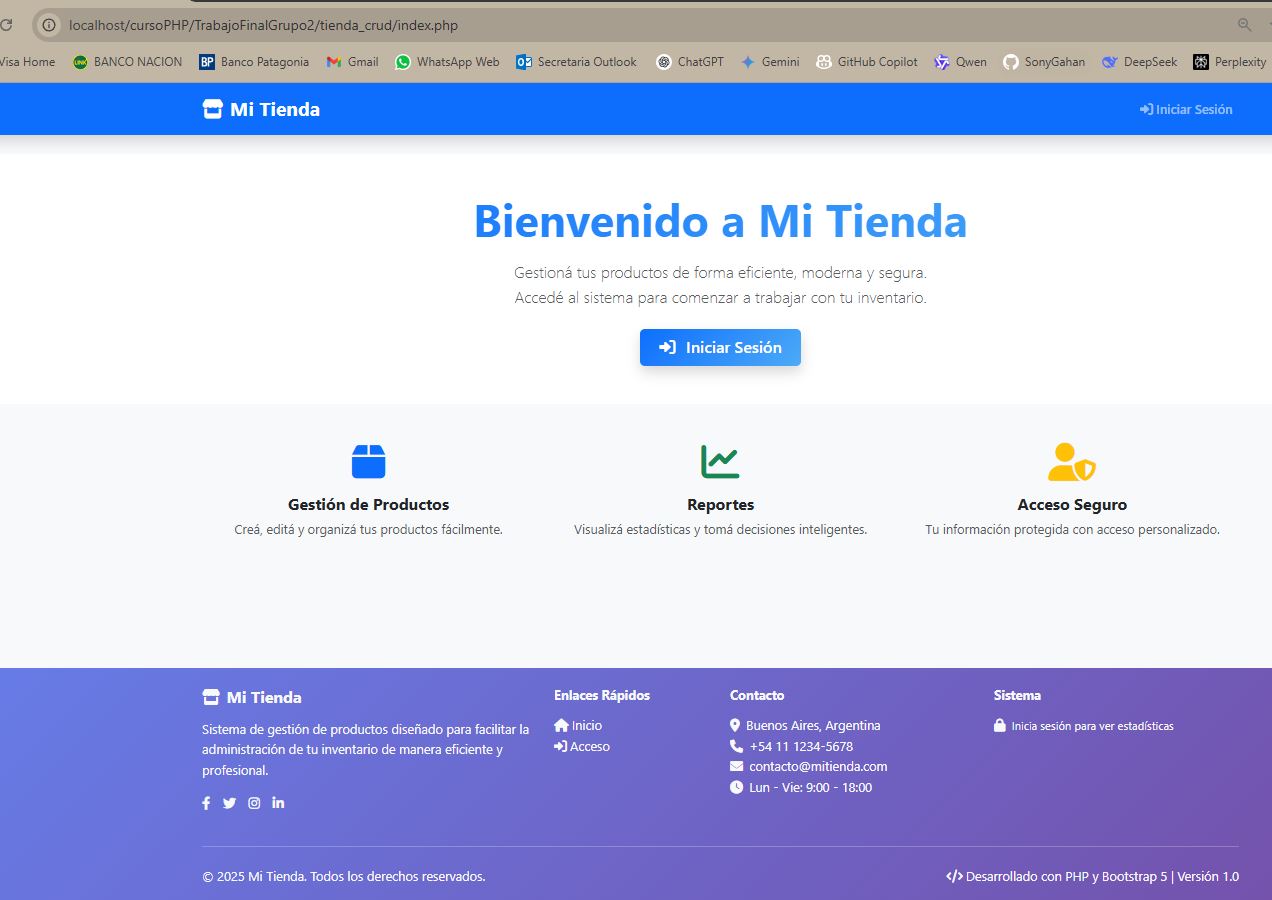 localhost/cursoPHP/TrabajoFinalGrupo2/tienda_crud/index.php
Visa Home BANCO NACION Banco Patagonia Gmail WhatsApp Web Secretaria Outlook ChatGPT Gemini GitHub Copilot Qwen SonyGahan DeepSeek Perplexity
Mi Tienda Iniciar Sesión
Bienvenido a Mi Tienda
Gestioná tus productos de forma eficiente, moderna y segura.
Accedé al sistema para comenzar a trabajar con tu inventario.
Iniciar Sesión
Gestión de Productos
Creá, editá y organizá tus productos fácilmente.
Reportes
Visualizá estadísticas y tomá decisiones inteligentes.
Acceso Seguro
Tu información protegida con acceso personalizado.
Mi Tienda
Sistema de gestión de productos diseñado para facilitar la
administración de tu inventario de manera eficiente y
profesional.
Enlaces Rápidos
Inicio
Acceso
Contacto
Buenos Aires, Argentina
+54 11 1234-5678
contacto@mitienda.com
Lun - Vie: 9:00 - 18:00
Sistema
Inicia sesión para ver estadísticas
© 2025 Mi Tienda. Todos los derechos reservados.
Desarrollado con PHP y Bootstrap 5 | Versión 1.0